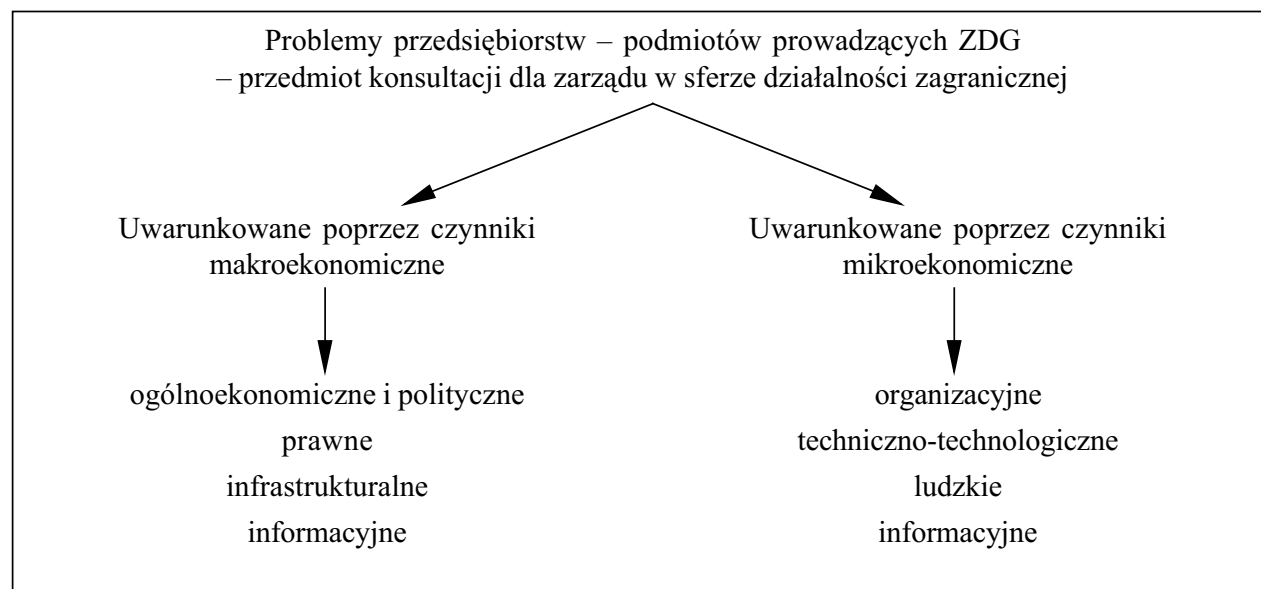 Problemy przedsiębiorstw – podmiotów prowadzących ZDG
– przedmiot konsultacji dla zarządu w sferze działalności zagranicznej
Uwarunkowane poprzez czynniki
makroekonomiczne
ogólnoekonomiczne i polityczne
prawne
infrastrukturalne
informacyjne
Uwarunkowane poprzez czynniki
mikroekonomiczne
organizacyjne
techniczno-technologiczne
ludzkie
informacyjne